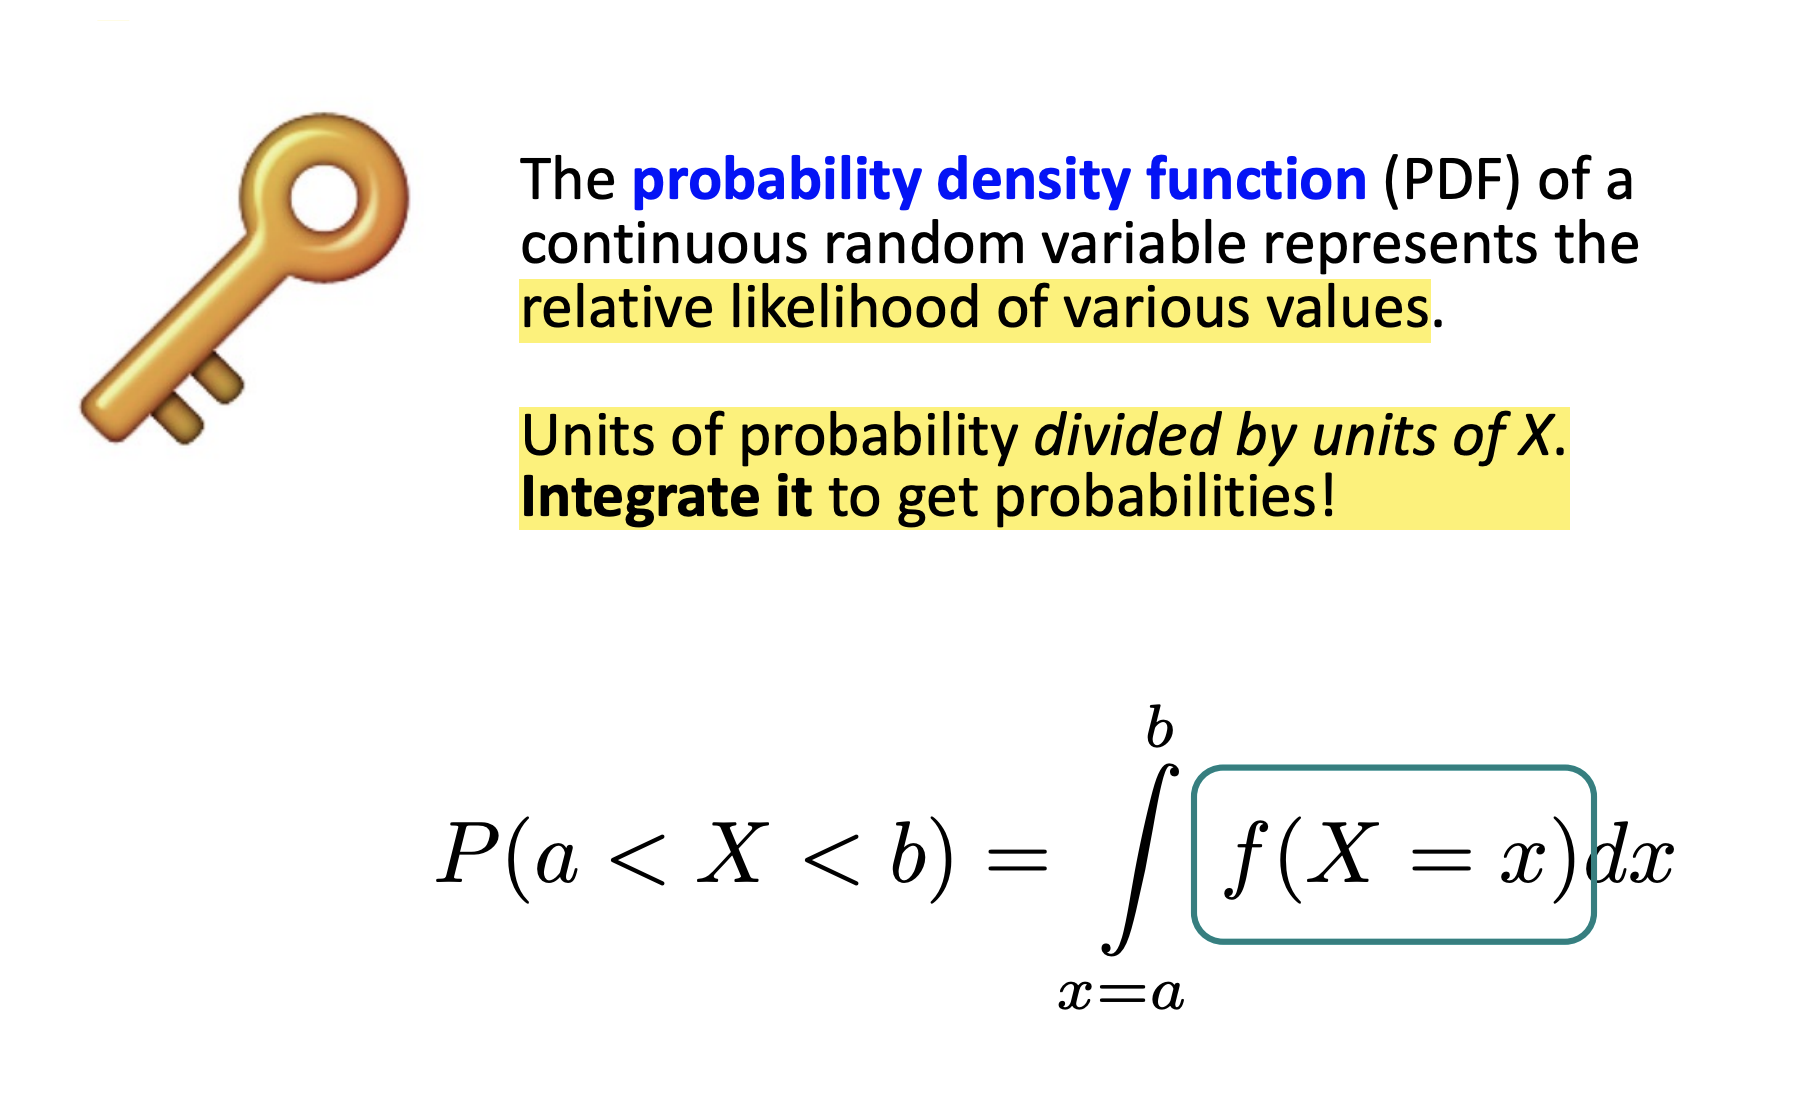 The probability density function (PDF) of a
continuous random variable represents the
relative likelihood of various values.
Units of probability divided by units of X.
Integrate it to get probabilities!
P(a < X < b) = ∫_{x=a}^{b} f(X = x)dx